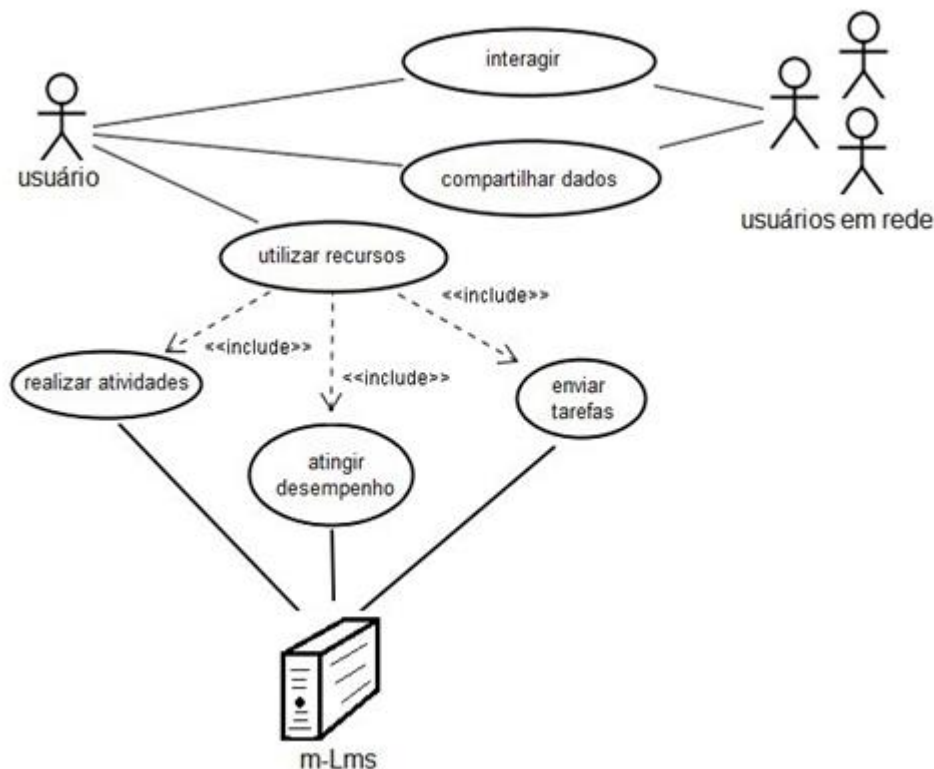 interagir
usuário
compartilhar dados
usuários em rede
utilizar recursos
<<include>>
<<include>>
<<include>>
realizar atividades
enviar
tarefas
atingir
desempenho
m-Lms